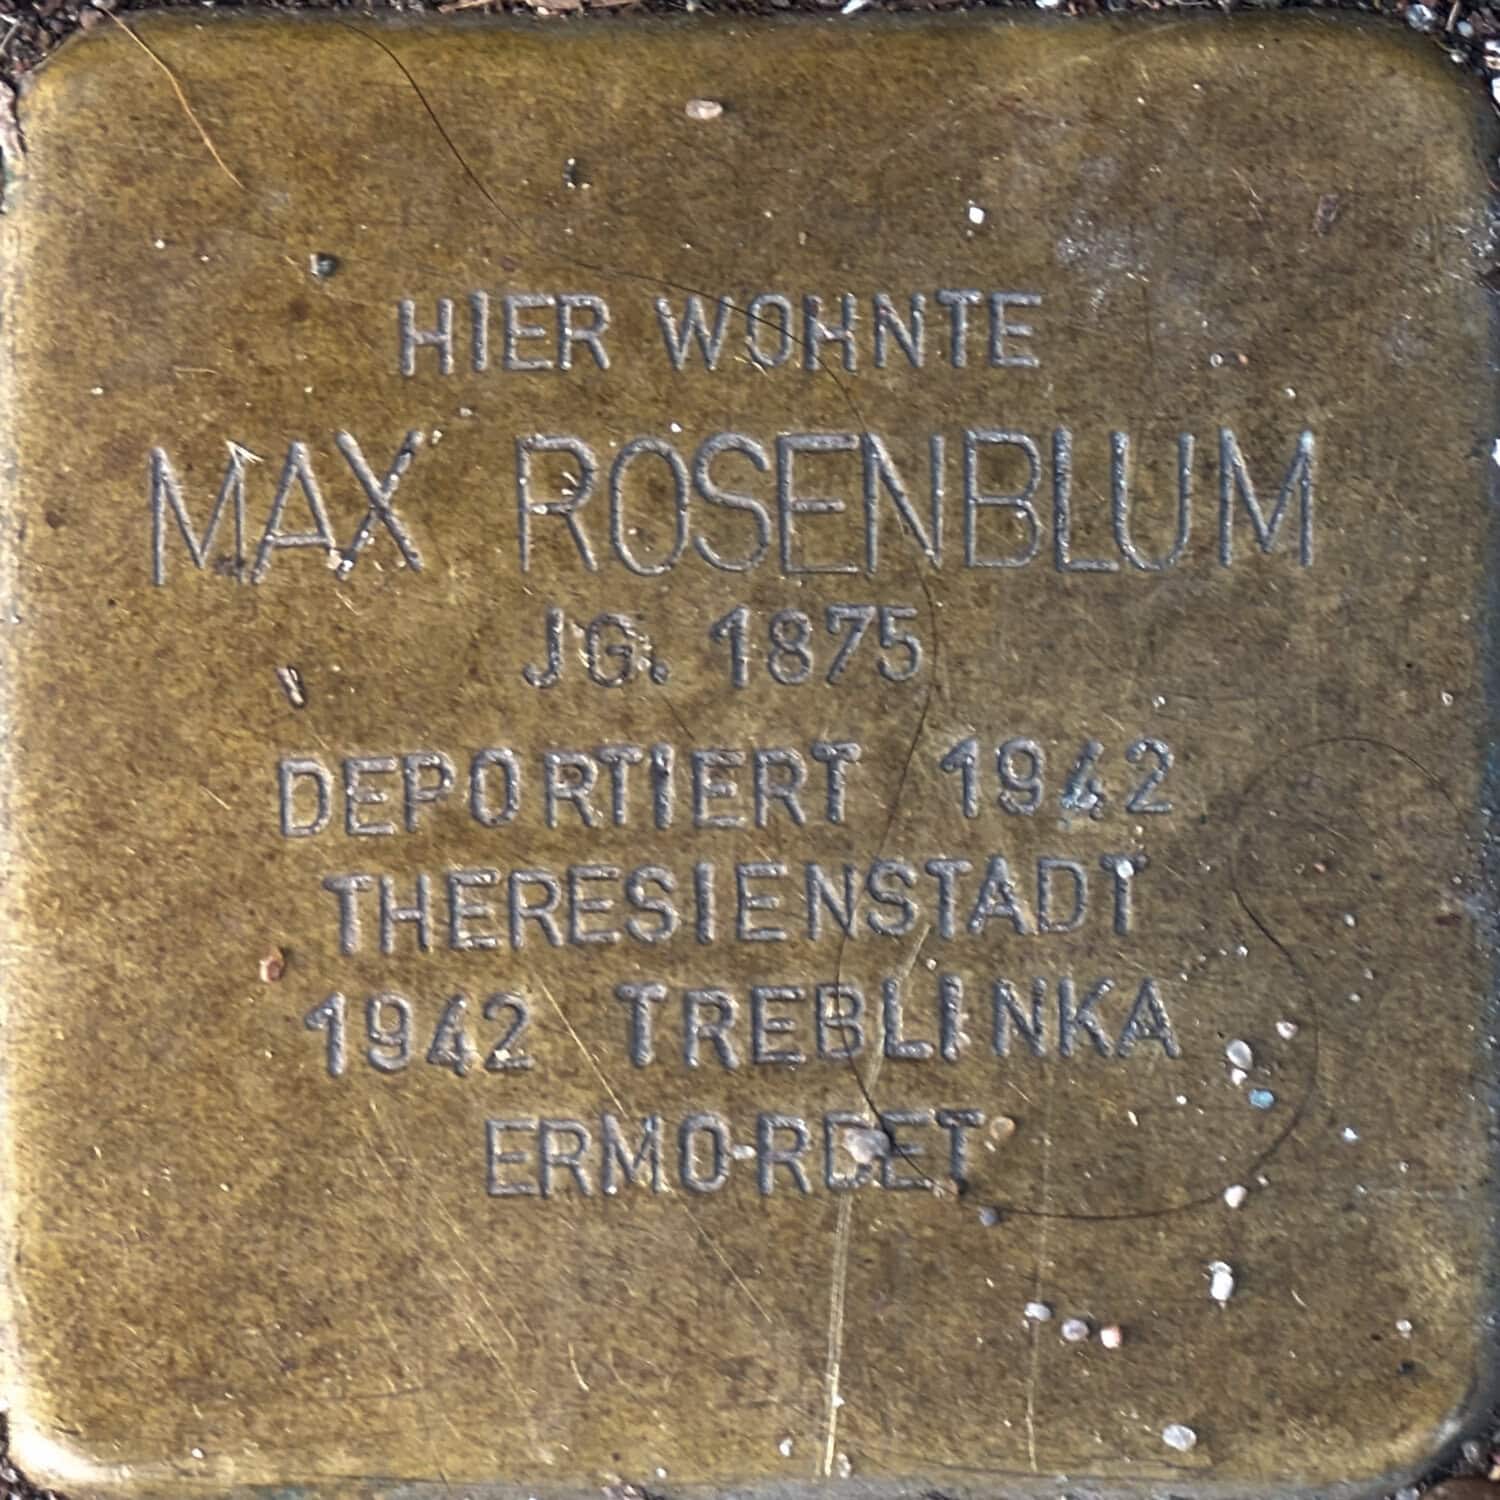 HIER WOHNTE
MAX ROSENBLUM
JG. 1875
DEPORTIERT 1942
THERESIENSTADT
1942 TREBLINKA
ERMORDET